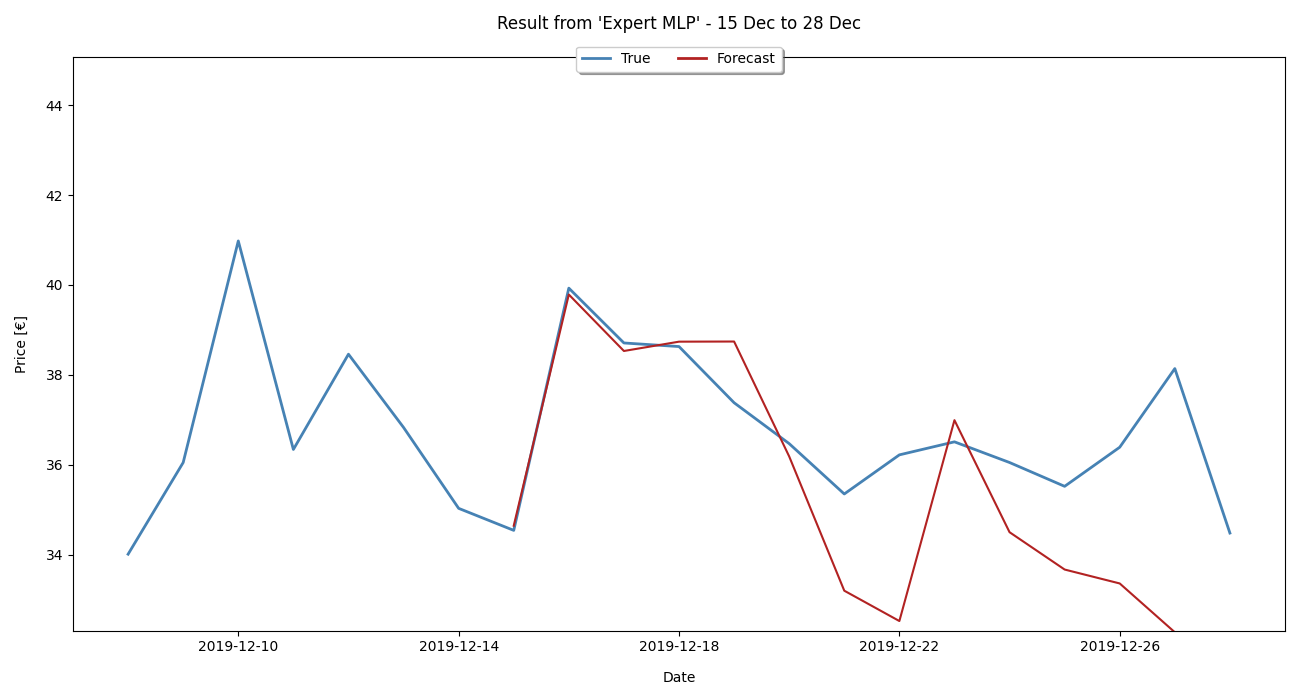 Result from 'Expert MLP' - 15 Dec to 28 Dec
True Forecast
44
42
40
38
36
34
Price [€]
2019-12-10 2019-12-14 2019-12-18 2019-12-22 2019-12-26
Date